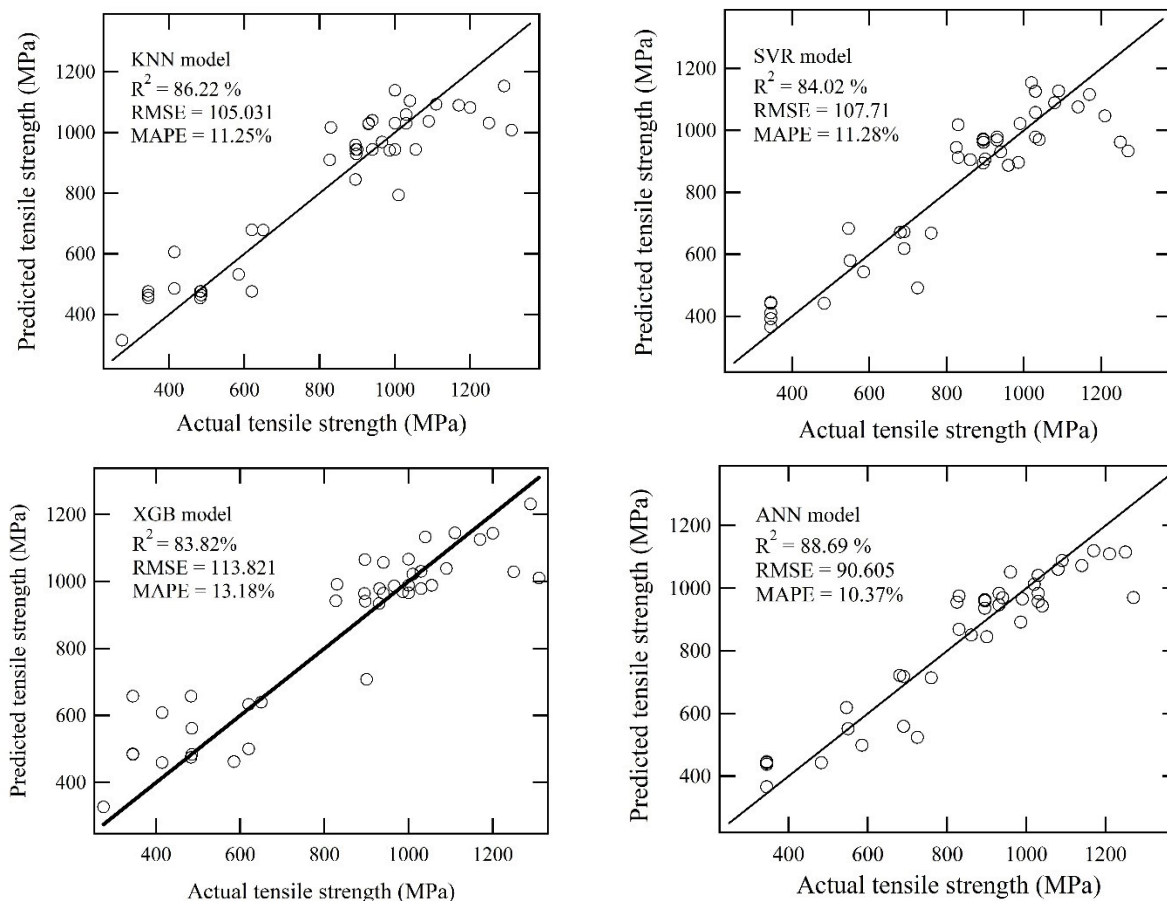 KNN model
R² = 86.22 %
RMSE = 105.031
MAPE = 11.25%
Predicted tensile strength (MPa)
1200
1000
800
600
400
400 600 800 1000 1200
Actual tensile strength (MPa)
SVR model
R² = 84.02 %
RMSE = 107.71
MAPE = 11.28%
Predicted tensile strength (MPa)
1200
1000
800
600
400
400 600 800 1000 1200
Actual tensile strength (MPa)
XGB model
R² = 83.82%
RMSE = 113.821
MAPE = 13.18%
Predicted tensile strength (MPa)
1200
1000
800
600
400
400 600 800 1000 1200
Actual tensile strength (MPa)
ANN model
R² = 88.69 %
RMSE = 90.605
MAPE = 10.37%
Predicted tensile strength (MPa)
1200
1000
800
600
400
400 600 800 1000 1200
Actual tensile strength (MPa)